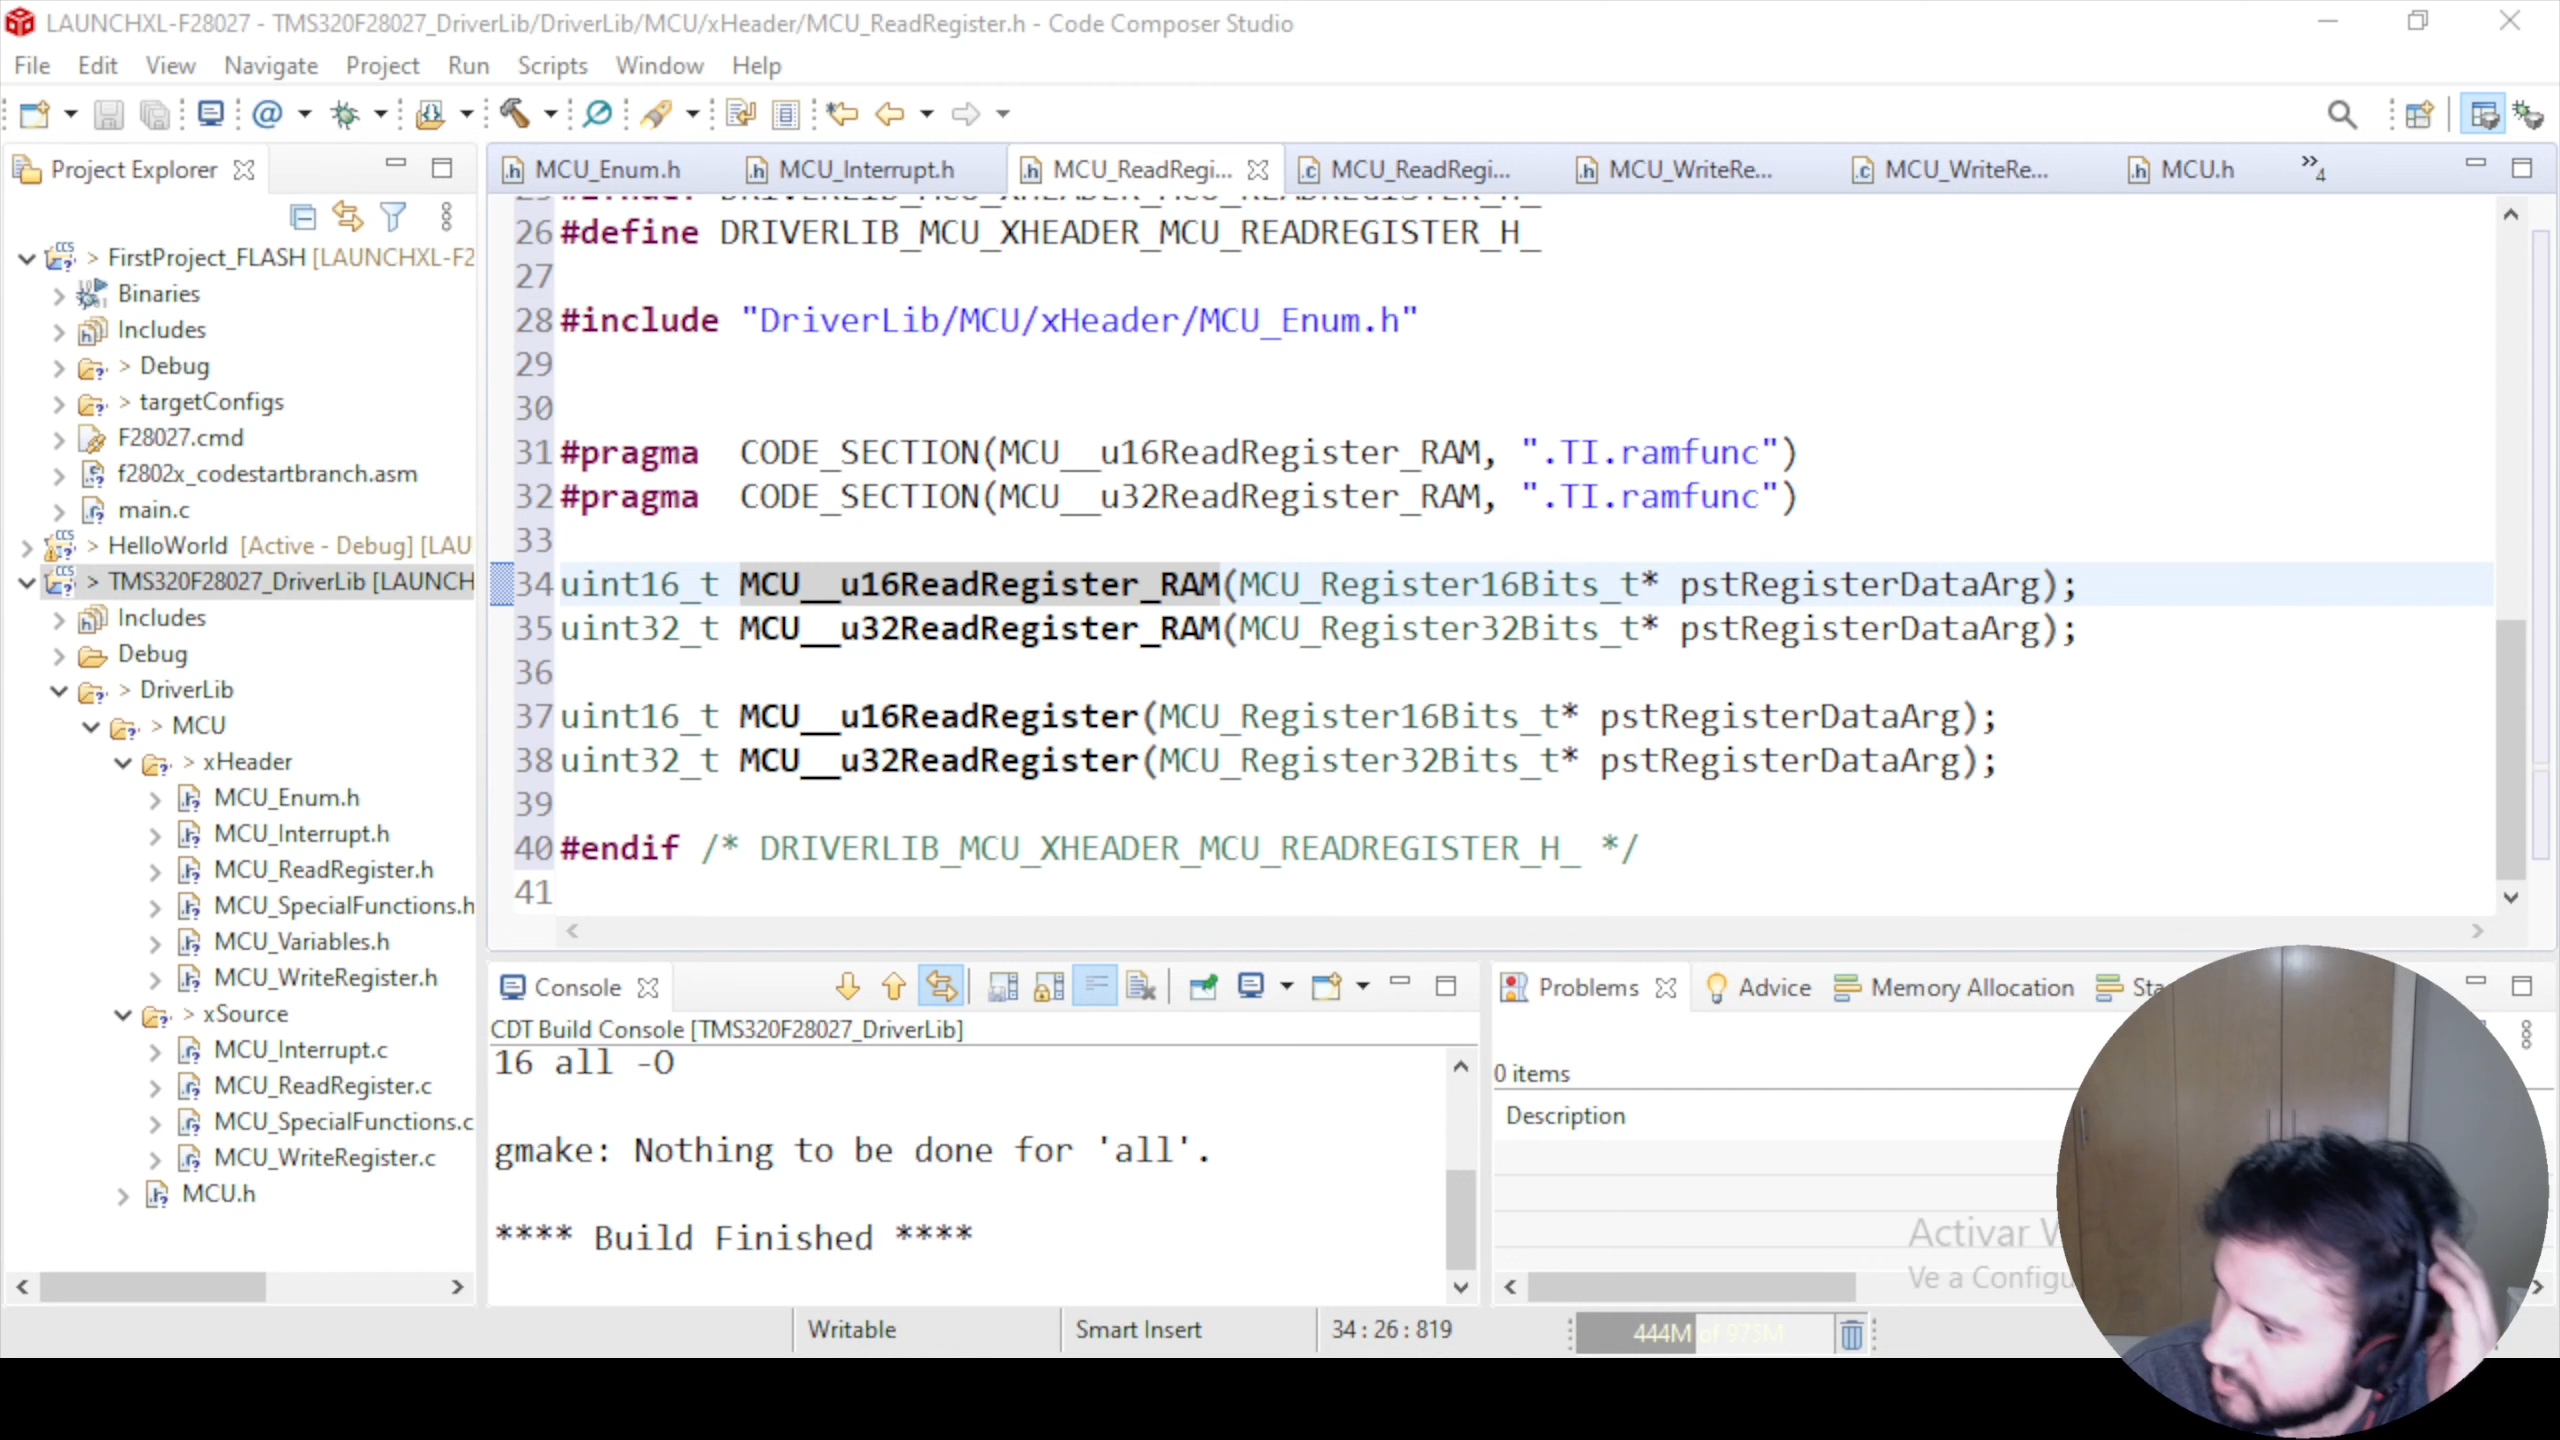 LAUNCHXL-F28027 - TMS320F28027_DriverLib/DriverLib/MCU/xHeader/MCU_ReadRegister.h - Code Composer Studio
File Edit View Navigate Project Run Scripts Window Help
Project Explorer
MCU_Enum.h MCU_Interrupt.h MCU_ReadRegi... MCU_ReadRegi... MCU_WriteRe... MCU_WriteRe... MCU.h 4
> FirstProject_FLASH [LAUNCHXL-F2
Binaries
Includes
> Debug
> targetConfigs
F28027.cmd
f2802x_codestartbranch.asm
main.c
> HelloWorld [Active - Debug] [LAU
> TMS320F28027_DriverLib [LAUNCH
Includes
Debug
> DriverLib
> MCU
> xHeader
MCU_Enum.h
MCU_Interrupt.h
MCU_ReadRegister.h
MCU_SpecialFunctions.h
MCU_Variables.h
MCU_WriteRegister.h
> xSource
MCU_Interrupt.c
MCU_ReadRegister.c
MCU_SpecialFunctions.c
MCU_WriteRegister.c
MCU.h
26 #define DRIVERLIB_MCU_XHEADER_MCU_READREGISTER_H_
27
28 #include "DriverLib/MCU/xHeader/MCU_Enum.h"
29
30
31 #pragma CODE_SECTION(MCU__u16ReadRegister_RAM, ".TI.ramfunc")
32 #pragma CODE_SECTION(MCU__u32ReadRegister_RAM, ".TI.ramfunc")
33
34 uint16_t MCU__u16ReadRegister_RAM(MCU_Register16Bits_t* pstRegisterDataArg);
35 uint32_t MCU__u32ReadRegister_RAM(MCU_Register32Bits_t* pstRegisterDataArg);
36
37 uint16_t MCU__u16ReadRegister(MCU_Register16Bits_t* pstRegisterDataArg);
38 uint32_t MCU__u32ReadRegister(MCU_Register32Bits_t* pstRegisterDataArg);
39
40 #endif /* DRIVERLIB_MCU_XHEADER_MCU_READREGISTER_H_ */
41
Console
CDT Build Console [TMS320F28027_DriverLib]
16 all -O
gmake: Nothing to be done for 'all'.
**** Build Finished ****
Problems Advice Memory Allocation
0 items
Description
Activar
Ve a
Writable Smart Insert 34 : 26 : 819 444M of 975M